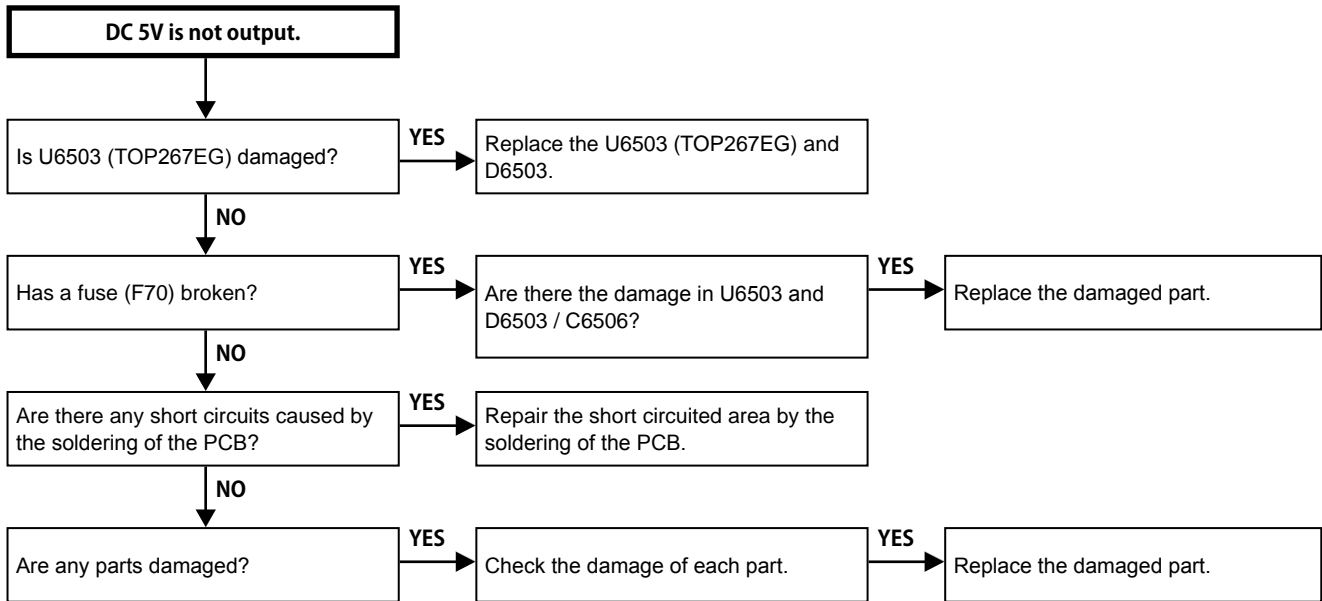 DC 5V is not output.
Is U6503 (TOP267EG) damaged?
YES
Replace the U6503 (TOP267EG) and
D6503.
NO
Has a fuse (F70) broken?
YES
Are there the damage in U6503 and
D6503 / C6506?
YES
Replace the damaged part.
NO
Are there any short circuits caused by
the soldering of the PCB?
YES
Repair the short circuited area by the
soldering of the PCB.
NO
Are any parts damaged?
YES
Check the damage of each part.
YES
Replace the damaged part.